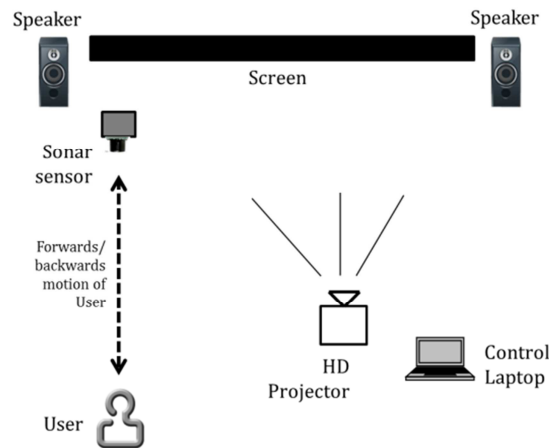 Speaker
Speaker
Screen
Sonar
sensor
Forwards/
backwards
motion of
User
HD
Projector
Control
Laptop
User